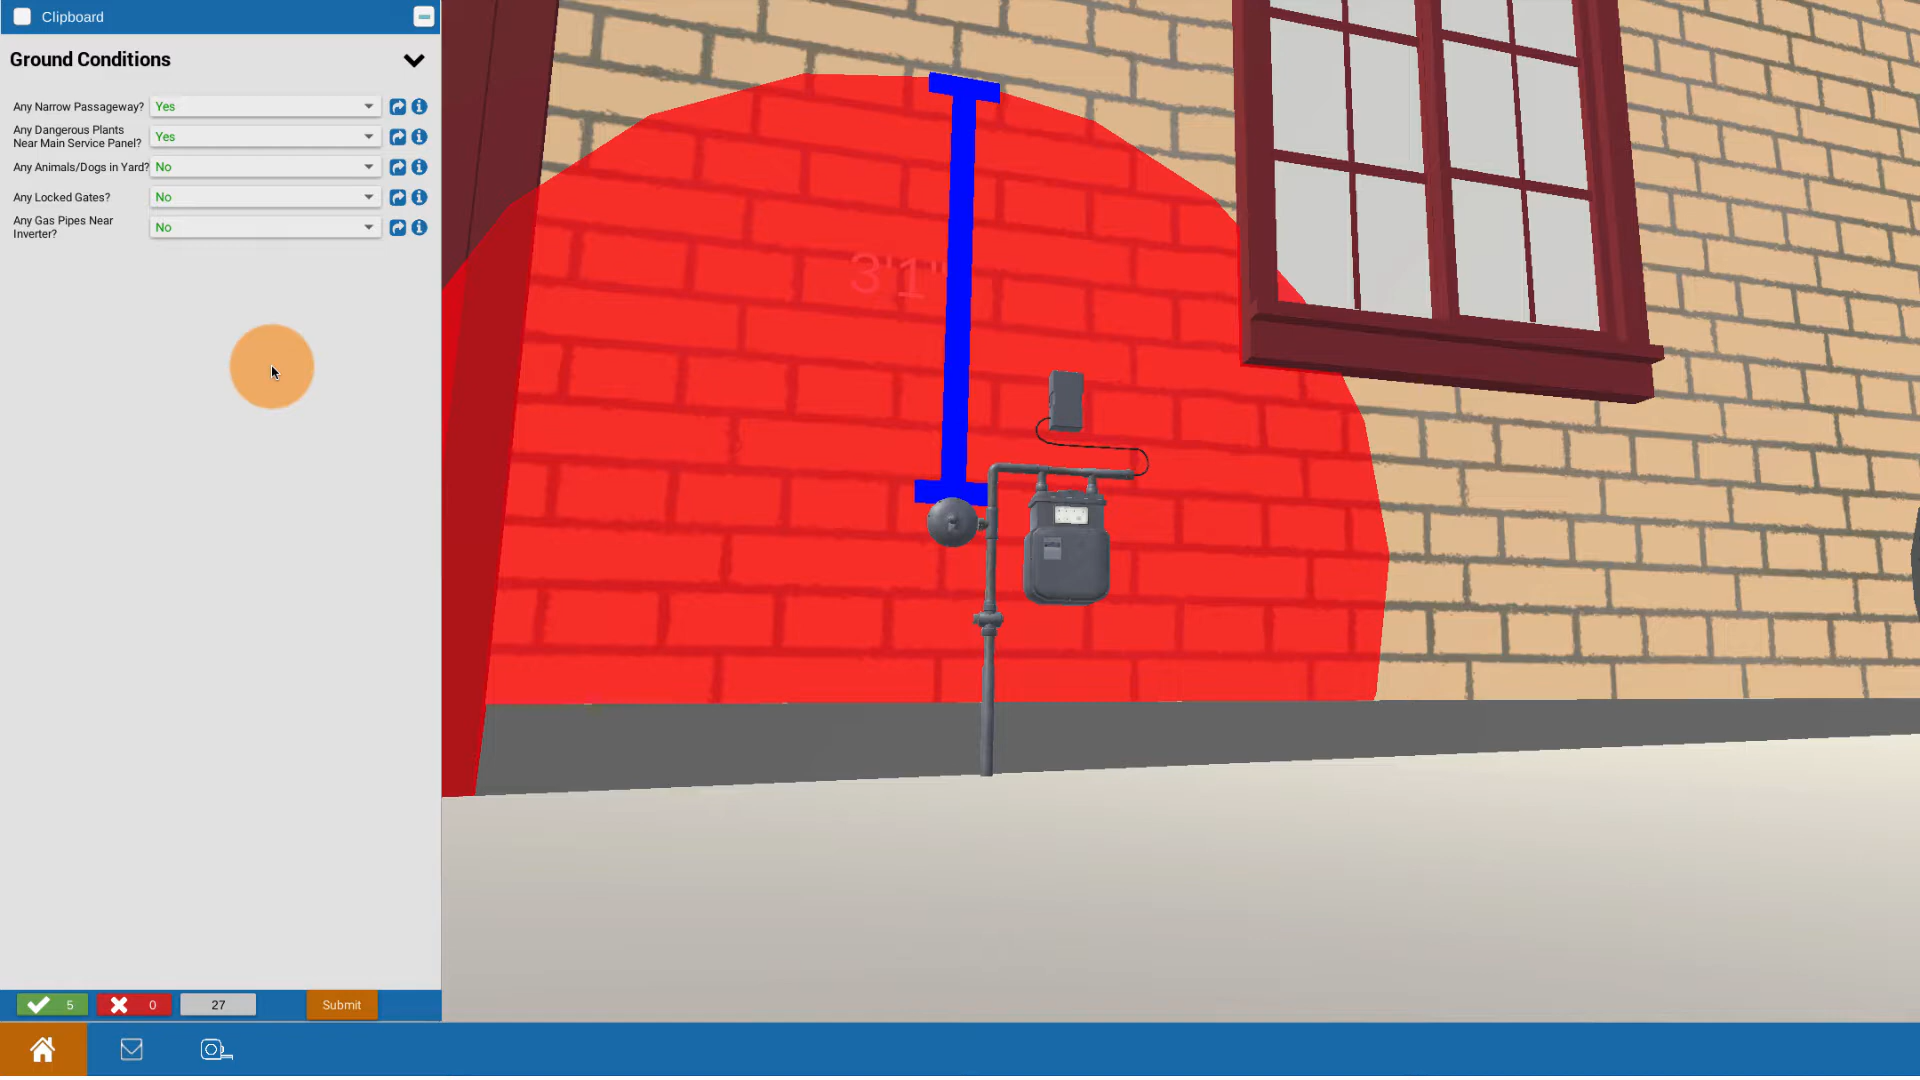 Clipboard
Ground Conditions
Any Narrow Passageway? Yes
Any Dangerous Plants
Near Main Service Panel? Yes
Any Animals/Dogs in Yard? No
Any Locked Gates? No
Any Gas Pipes Near
Inverter? No
3'1"
5 0 27 Submit